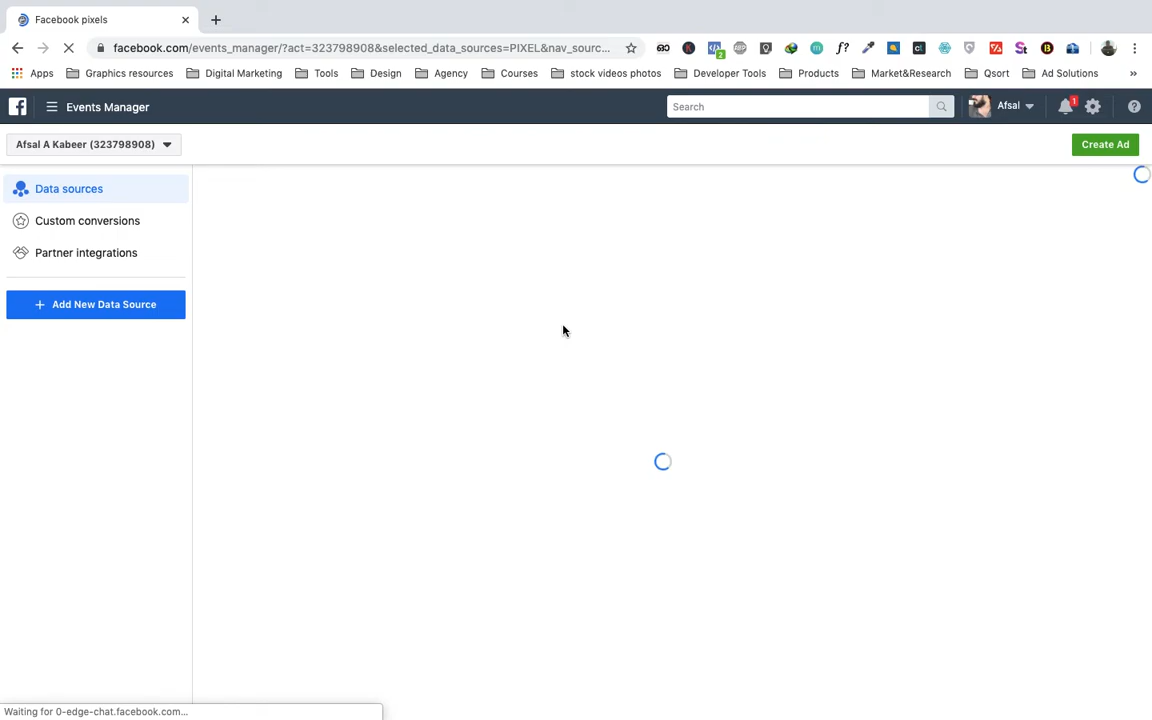 Facebook pixels
facebook.com/events_manager/?act=323798908&selected_data_sources=PIXEL&nav_sourc...
Apps Graphics resources Digital Marketing Tools Design Agency Courses stock videos photos Developer Tools Products Market&Research Qsort Ad Solutions »
Events Manager Search Afsal 1
Afsal A Kabeer (323798908) Create Ad
Data sources
Custom conversions
Partner integrations
+ Add New Data Source
Waiting for 0-edge-chat.facebook.com...